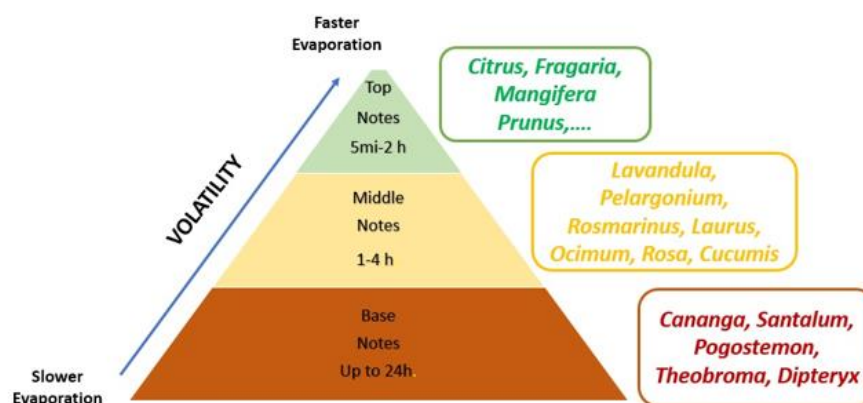 Faster
Evaporation
VOLATILITY
Slower
Evaporation
Top
Notes
5mi-2 h
Middle
Notes
1-4 h
Base
Notes
Up to 24h.
Citrus, Fragaria,
Mangifera
Prunus,....
Lavandula,
Pelargonium,
Rosmarinus, Laurus,
Ocimum, Rosa, Cucumis
Cananga, Santalum,
Pogostemon,
Theobroma, Dipteryx